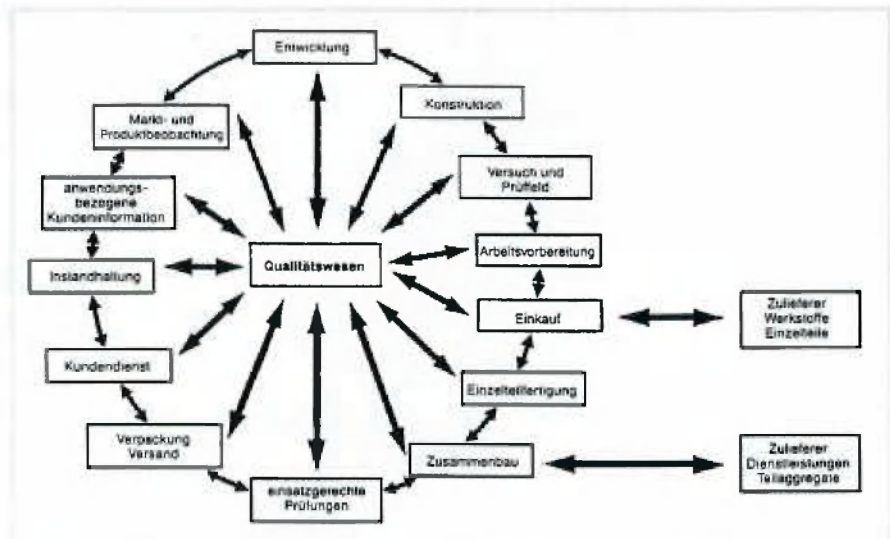 Entwicklung
Konstruktion
Markt- und
Produktbeobachtung
Versuch und
Prüffeld
anwendungs-
bezogene
Kundeninformation
Arbeitsvorbereitung
Qualitätswesen
Instandhaltung
Einkauf
Zulieferer
Werkstoffe
Einzelteile
Kundendienst
Einzelteilfertigung
Verpackung
Versand
Zusammenbau
Zulieferer
Dienstleistungen
Teilaggregate
einsatzgerechte
Prüfungen